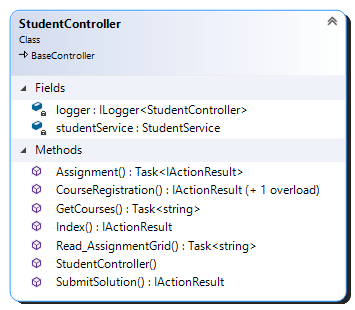 StudentController
Class
→ BaseController
Fields
logger : ILogger<StudentController>
studentService : StudentService
Methods
Assignment() : Task<IActionResult>
CourseRegistration() : IActionResult (+ 1 overload)
GetCourses() : Task<string>
Index() : IActionResult
Read_AssignmentGrid() : Task<string>
StudentController()
SubmitSolution() : IActionResult